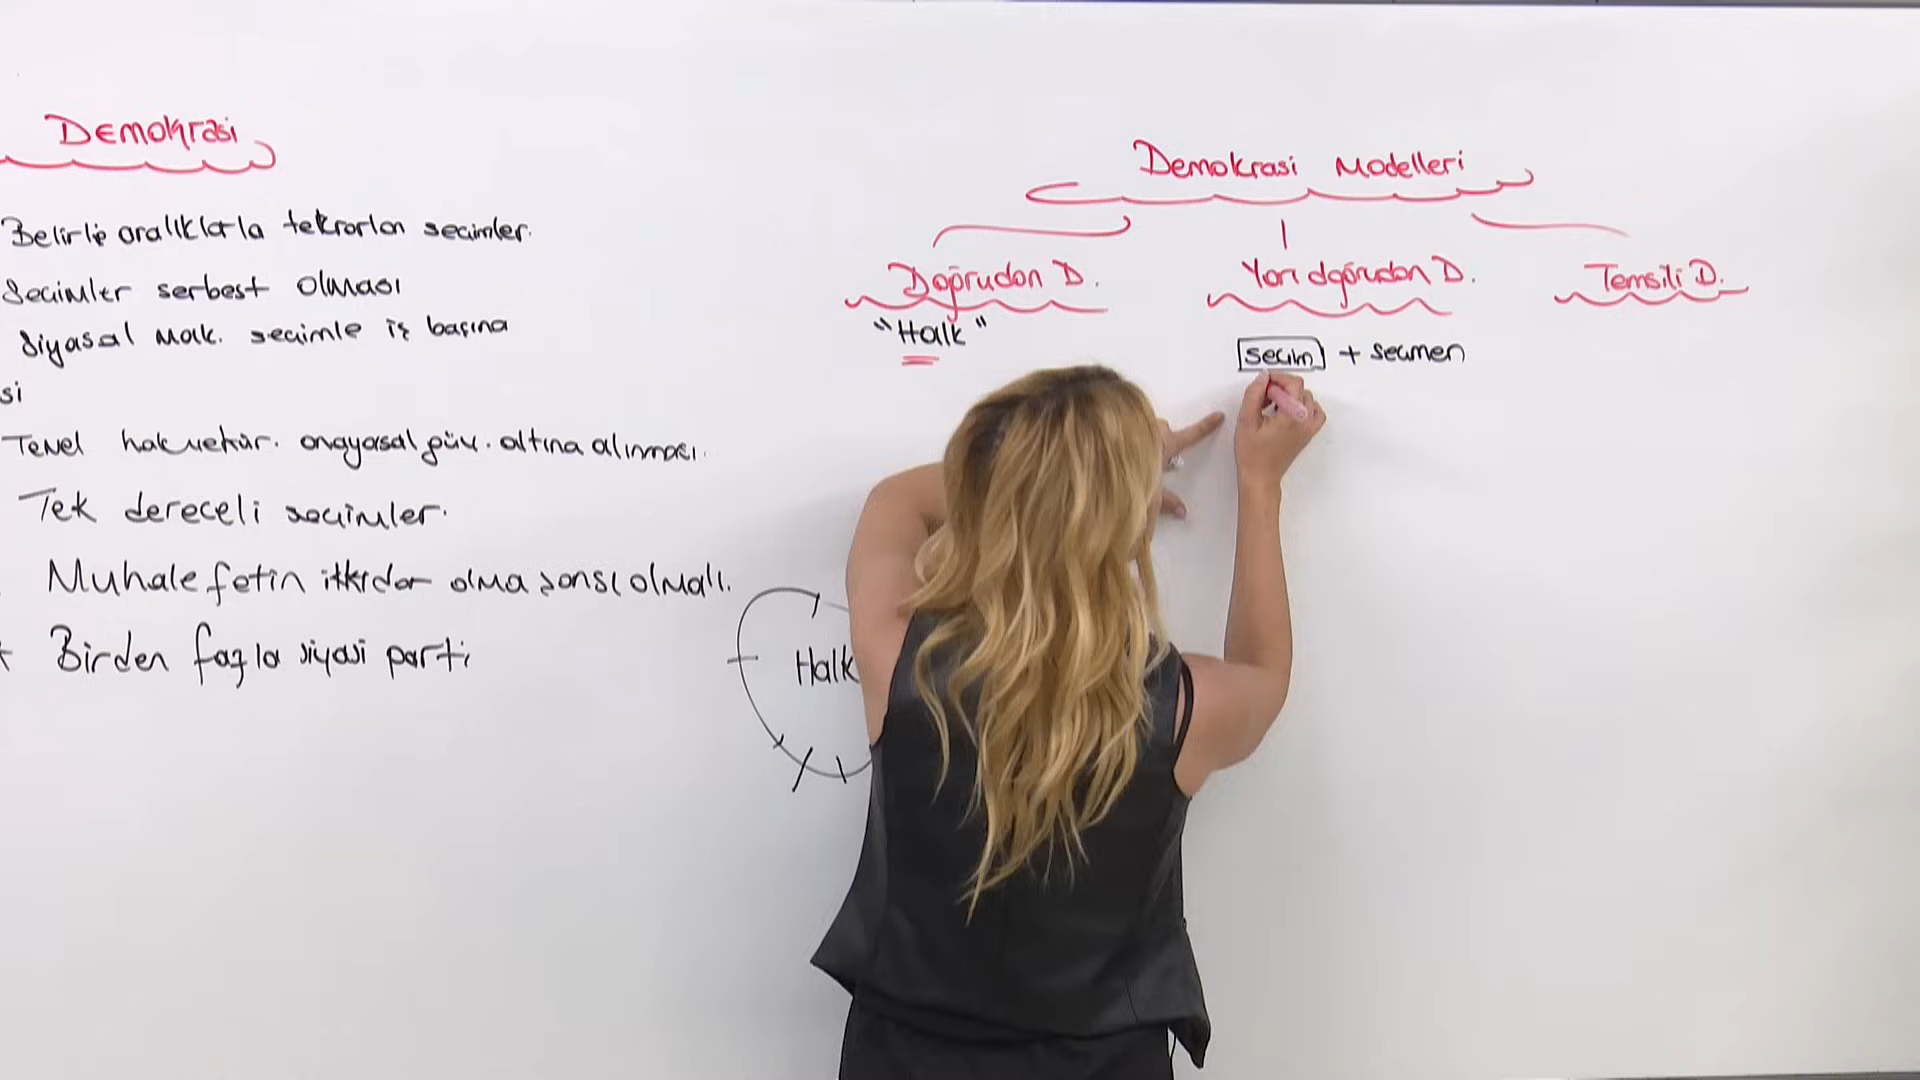 Demokrasi
Belirli aralıklarla tekrarlan seçimler.
Seçimler serbest olması
Siyasal mak. seçimle iş başına
si
Temel hak ve hür. anayasal güv. altına alınması.
Tek dereceli seçimler.
Muhalefetin iktidar olma şansı olmalı.
Birden fazla siyasi parti
Demokrasi Modelleri
Doğrudan D.
Yarı dğorudan D.
Temsili D.
"Halk"
seçim + seçmen
Halk